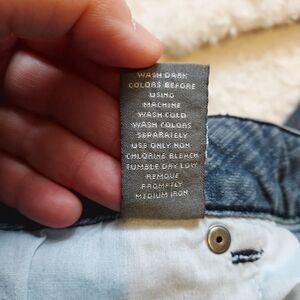 WASH DARK
COLORS BEFORE
USING
MACHINE
WASH COLD
WASH COLORS
SEPARATELY
USE ONLY NON
CHLORINE BLEACH
TUMBLE DRY LOW
REMOVE
PROMPTLY
MEDIUM IRON